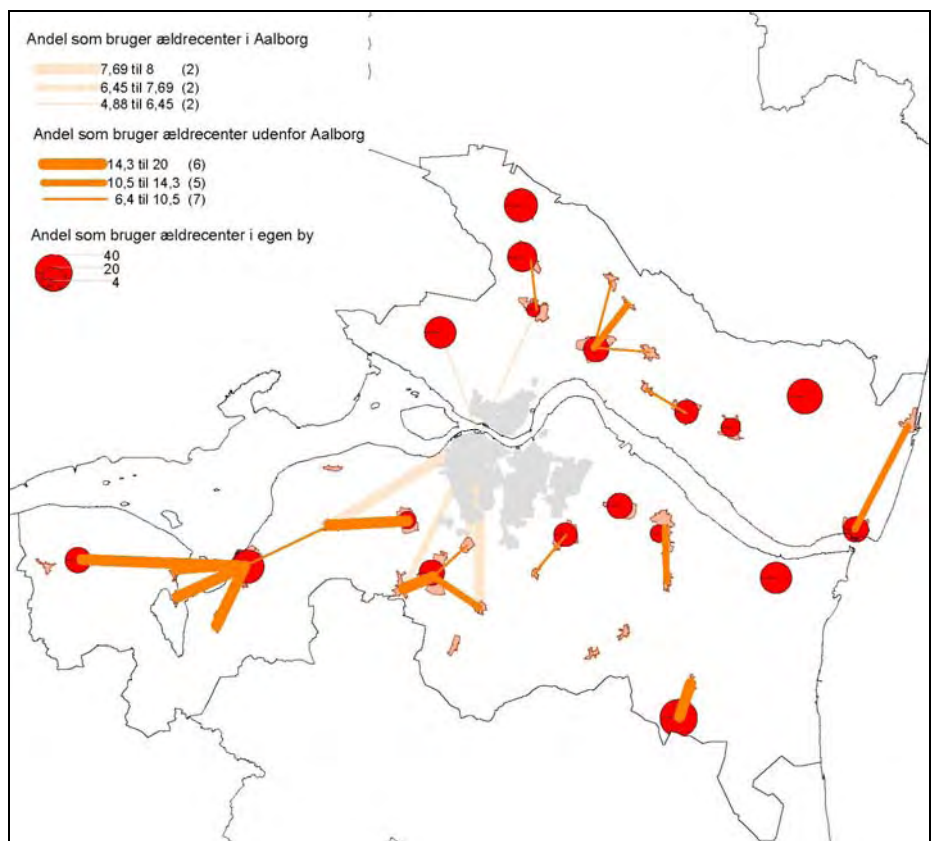 Andel som bruger ældrecenter i Aalborg
7,69 til 8 (2)
6,45 til 7,69 (2)
4,88 til 6,45 (2)
Andel som bruger ældrecenter udenfor Aalborg
14,3 til 20 (6)
10,5 til 14,3 (5)
6,4 til 10,5 (7)
Andel som bruger ældrecenter i egen by
40
20
4